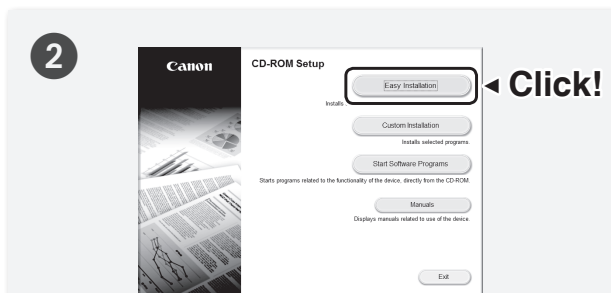 2
Canon
CD-ROM Setup
Easy Installation
◄ Click!
Installs
Custom Installation
Installs selected programs.
Start Software Programs
Starts programs related to the functionality of the device, directly from the CD-ROM.
Manuals
Displays manuals related to use of the device.
Exit